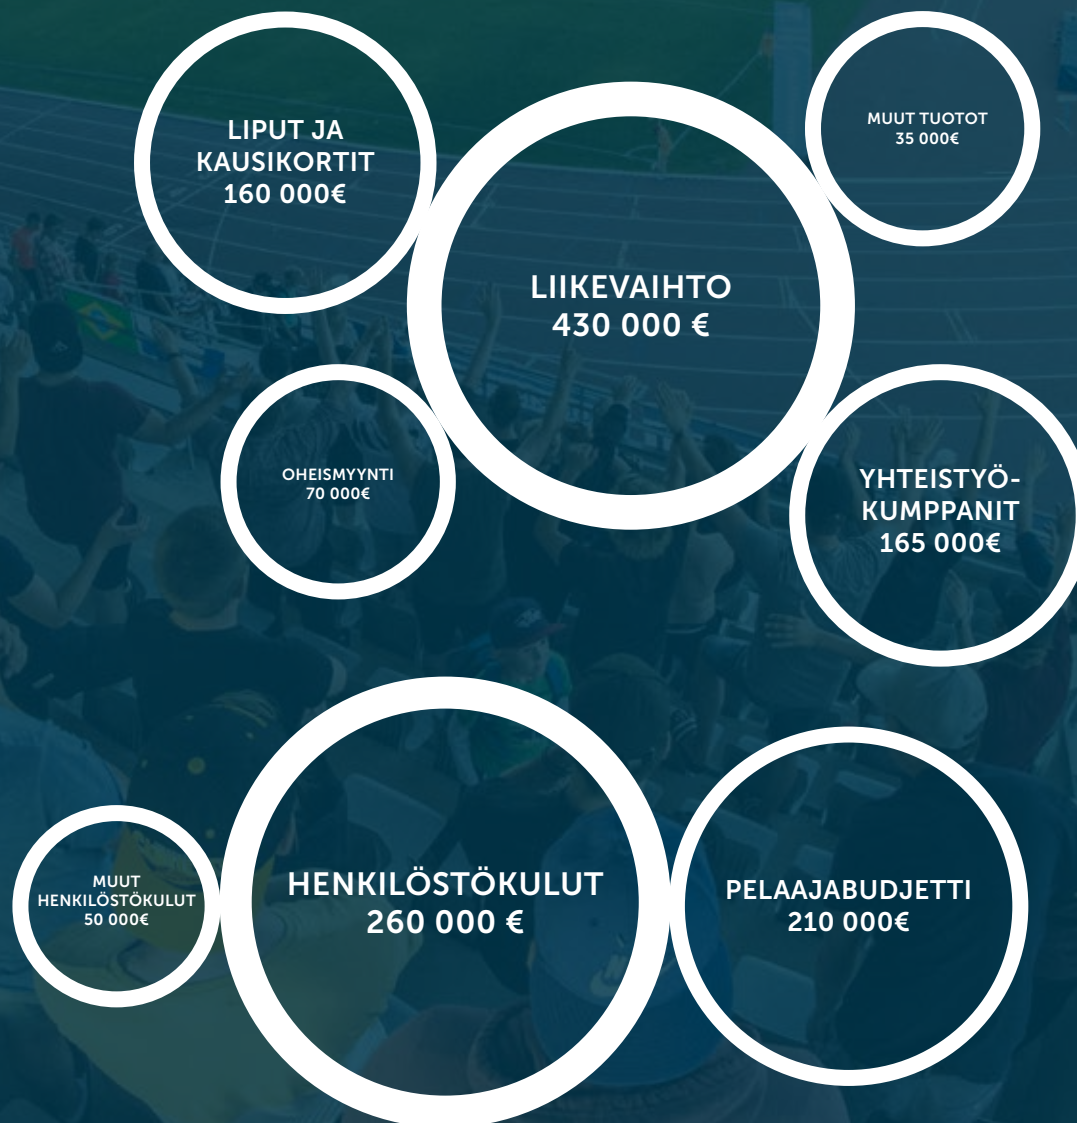 LIPUT JA
KAUSIKORTIT
160 000€
MUUT TUOTOT
35 000€
LIIKEVAIHTO
430 000 €
OHEISMYYNTI
70 000€
YHTEISTYÖ-
KUMPPANIT
165 000€
MUUT
HENKILÖSTÖKULUT
50 000€
HENKILÖSTÖKULUT
260 000 €
PELAAJABUDJETTI
210 000€